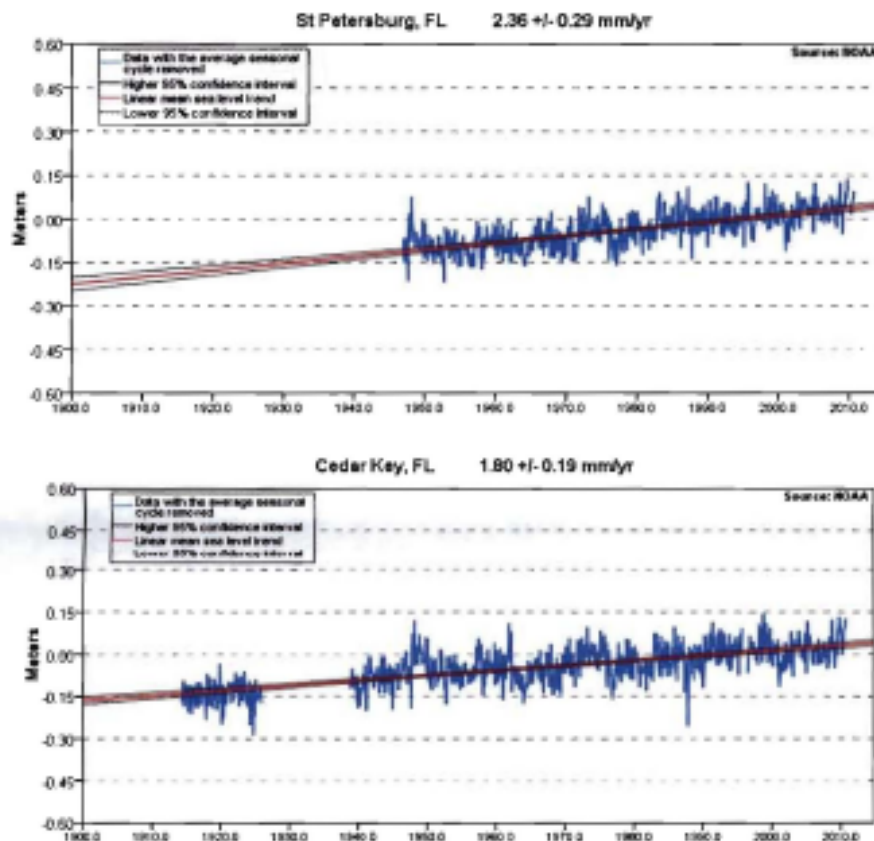 St Petersburg, FL 2.36 +/- 0.29 mm/yr
Source: NOAA
Data with the average seasonal
cycle removed
Higher 95% confidence interval
Linear mean sea level trend
Lower 95% confidence interval
Meters
0.60
0.45
0.30
0.15
0.00
-0.15
-0.30
-0.45
-0.60
1900.0 1910.0 1920.0 1930.0 1940.0 1950.0 1960.0 1970.0 1980.0 1990.0 2000.0 2010.0
Cedar Key, FL 1.80 +/- 0.19 mm/yr
Source: NOAA
Data with the average seasonal
cycle removed
Higher 95% confidence interval
Linear mean sea level trend
Lower 95% confidence interval
Meters
0.60
0.45
0.30
0.15
0.00
-0.15
-0.30
-0.45
-0.60
1900.0 1910.0 1920.0 1930.0 1940.0 1950.0 1960.0 1970.0 1980.0 1990.0 2000.0 2010.0